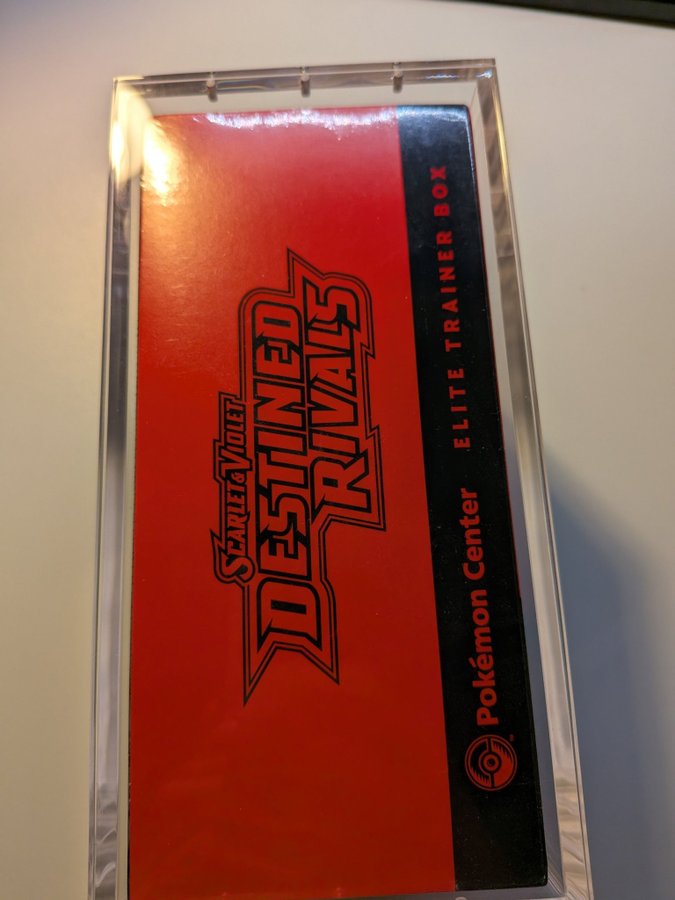 SCARLET & VIOLET
DESTINED
RIVALS
Pokémon Center ELITE TRAINER BOX